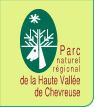 Parc
naturel
régional
de la Haute Vallée
de Chevreuse